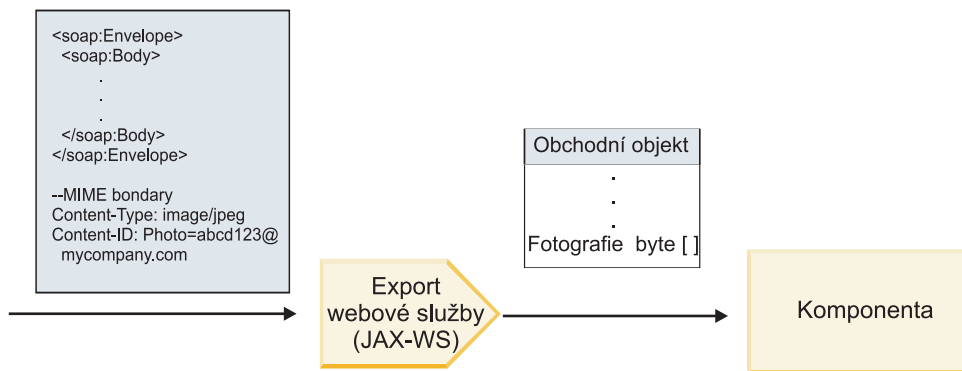 <soap:Envelope>
<soap:Body>
.
.
.
</soap:Body>
</soap:Envelope>
--MIME bondary
Content-Type: image/jpeg
Content-ID: Photo=abcd123@
mycompany.com
Export
webové služby
(JAX-WS)
Obchodní objekt
.
.
.
Fotografie byte [ ]
Komponenta